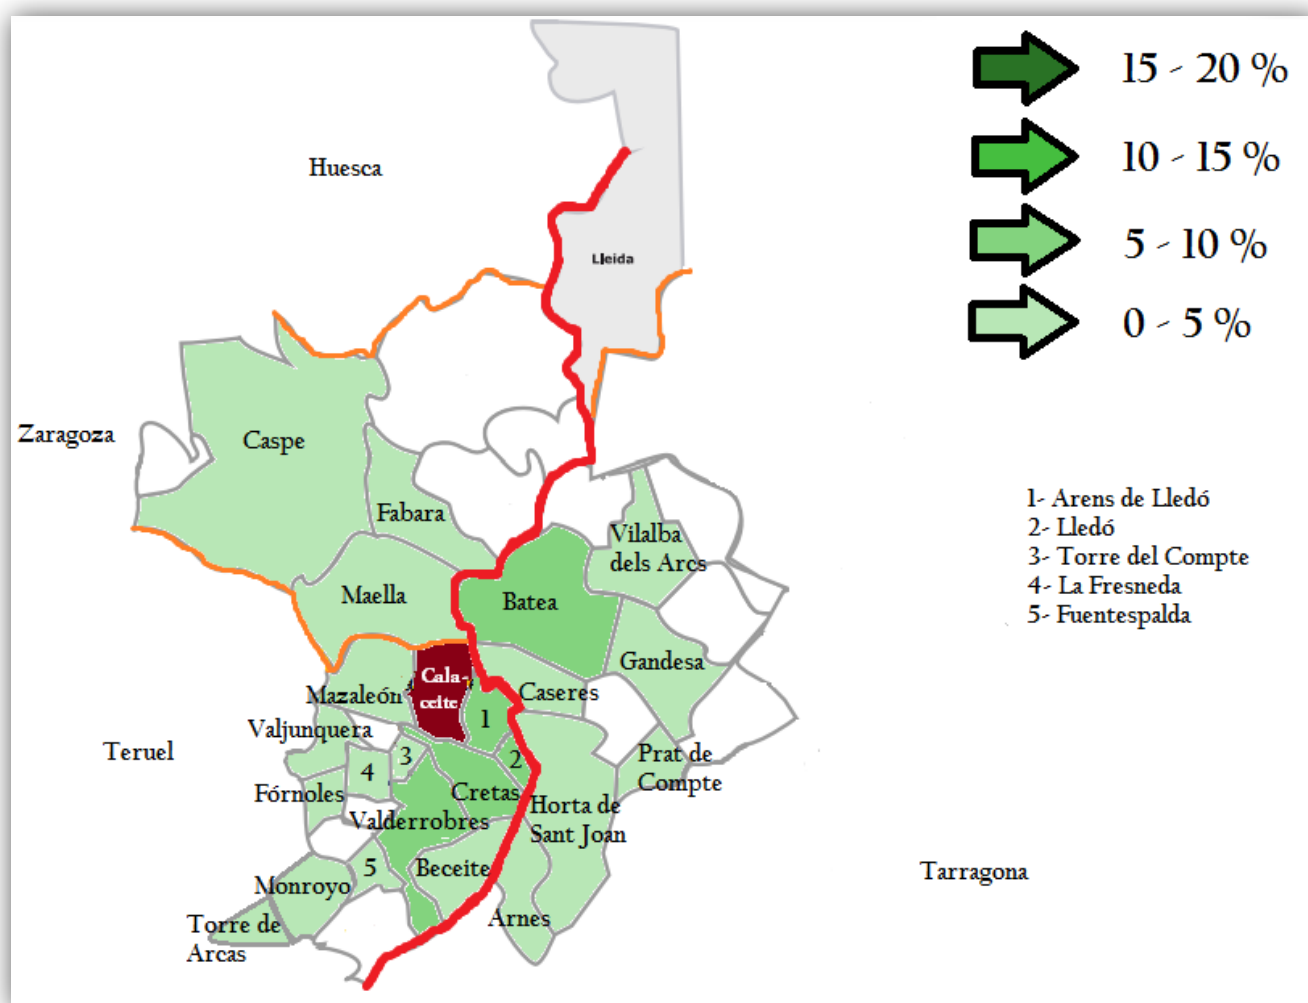 15 - 20 %
10 - 15 %
5 - 10 %
0 - 5 %
Huesca
Lleida
Zaragoza
Caspe
Fabara
Vilalba
dels Arcs
Maella
Batea
Gandesa
Cala-
ceite
Mazaleón
Caseres
1
Valjunquera
2
3
4
Teruel
Prat de
Compte
Fórnoles
Cretas
Horta de
Sant Joan
Valderrobres
5
Beceite
Monroyo
Arnes
Torre de
Arcas
Tarragona
1- Arens de Lledó
2- Lledó
3- Torre del Compte
4- La Fresneda
5- Fuentespalda